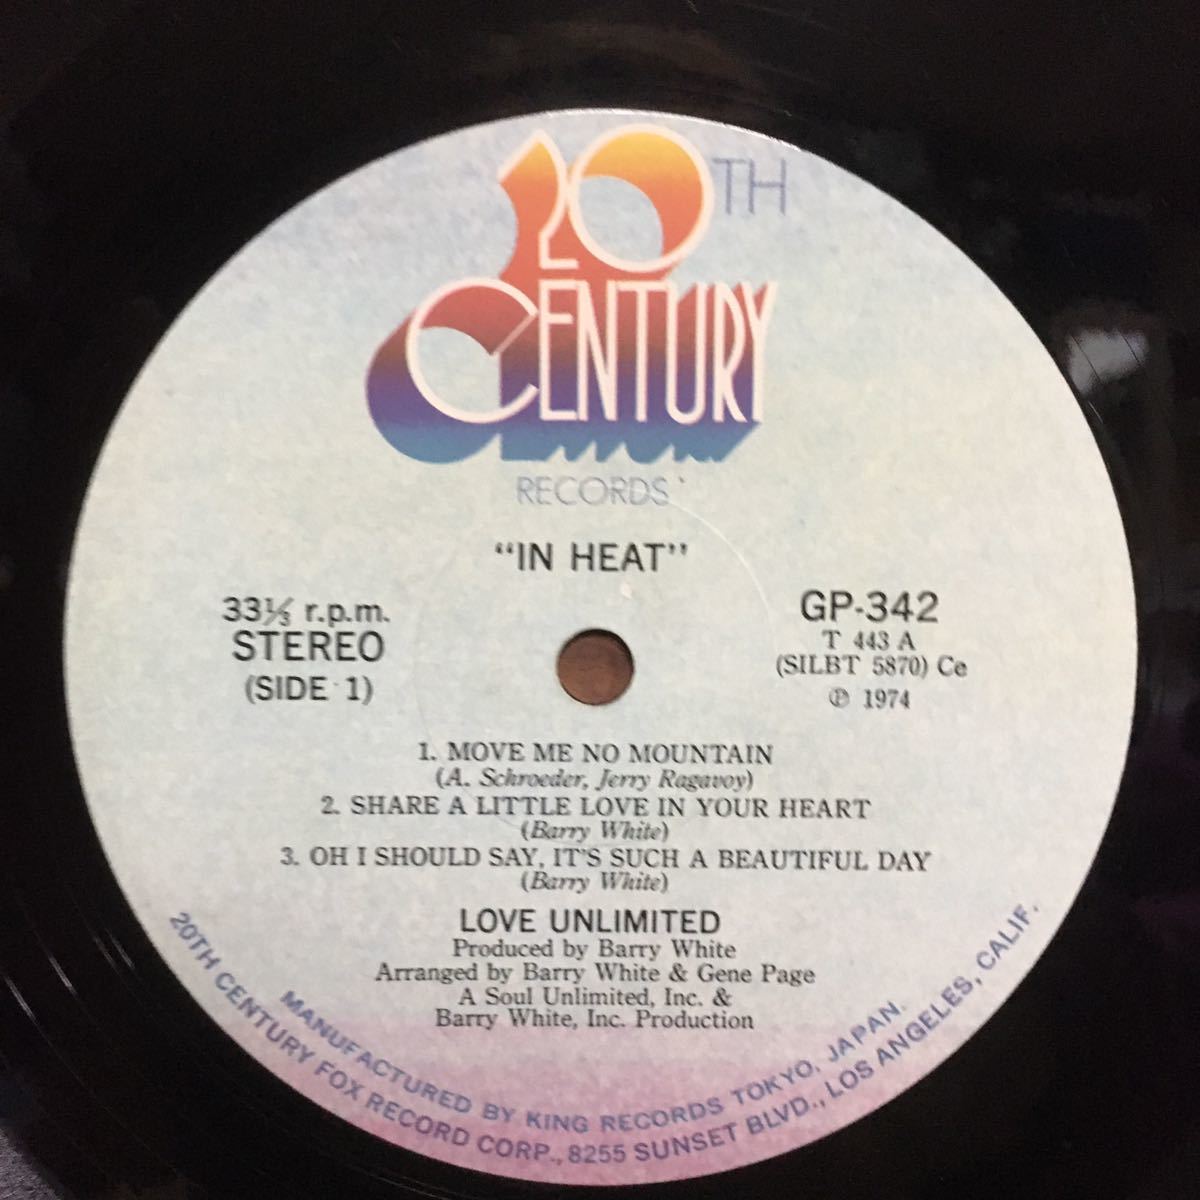 20TH
CENTURY
RECORDS
"IN HEAT"
33⅓ r.p.m.
STEREO
(SIDE 1)
GP-342
T 443 A
(SILBT 5870) Ce
℗ 1974
1. MOVE ME NO MOUNTAIN
(A. Schroeder, Jerry Ragavoy)
2. SHARE A LITTLE LOVE IN YOUR HEART
(Barry White)
3. OH I SHOULD SAY, IT'S SUCH A BEAUTIFUL DAY
(Barry White)
LOVE UNLIMITED
Produced by Barry White
Arranged by Barry White & Gene Page
A Soul Unlimited, Inc. &
Barry White, Inc. Production
MANUFACTURED BY KING RECORDS TOKYO, JAPAN.
20TH CENTURY FOX RECORD CORP., 8255 SUNSET BLVD., LOS ANGELES, CALIF.